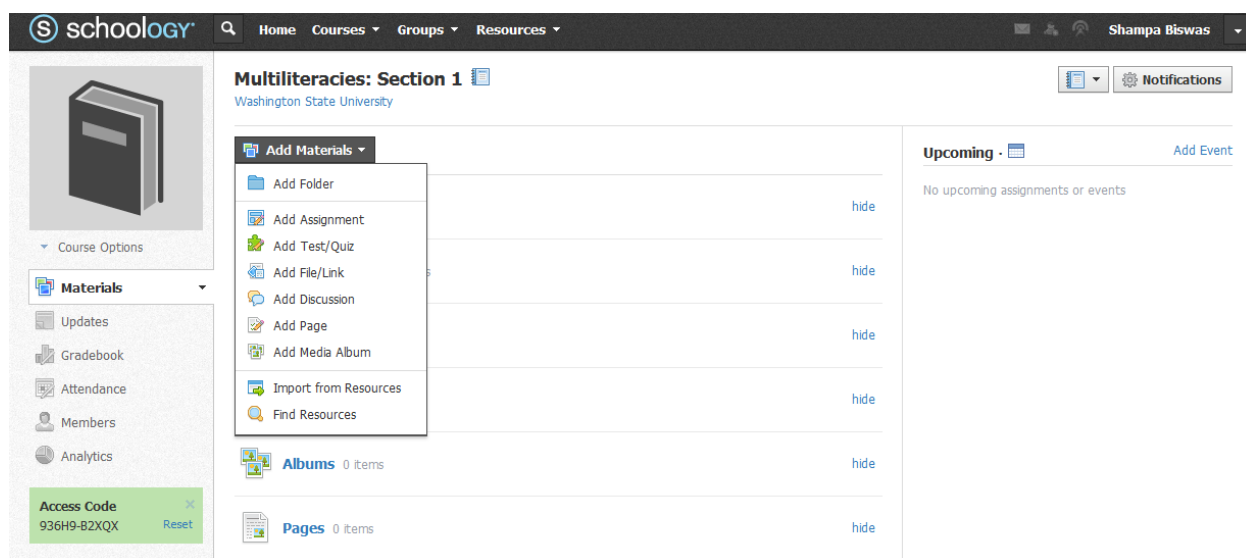 S schoology Home Courses Groups Resources Shampa Biswas
Multiliteracies: Section 1
Washington State University
Notifications
Add Materials
Add Folder
Add Assignment
Add Test/Quiz
Add File/Link
Add Discussion
Add Page
Add Media Album
Import from Resources
Find Resources
hide
s hide
hide
hide
Albums 0 items hide
Pages 0 items hide
Upcoming · Add Event
No upcoming assignments or events
Course Options
Materials
Updates
Gradebook
Attendance
Members
Analytics
Access Code ×
936H9-B2XQX Reset